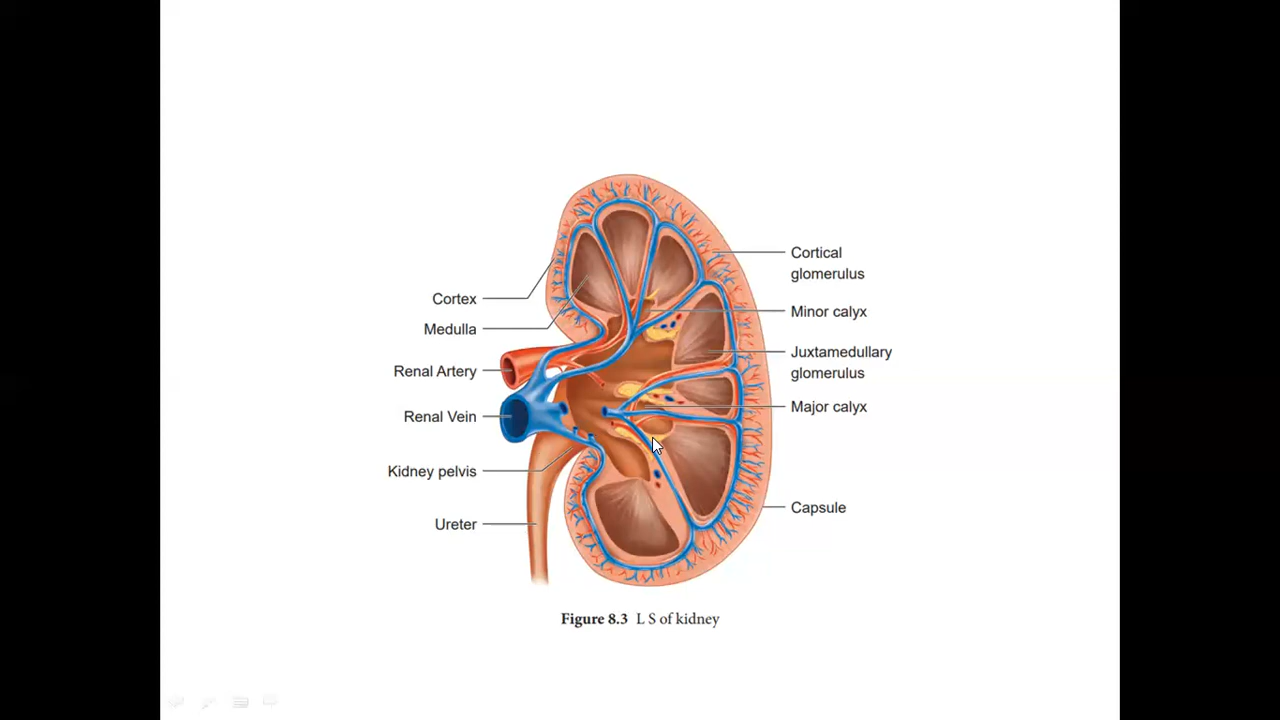 Cortex
Medulla
Renal Artery
Renal Vein
Kidney pelvis
Ureter
Cortical
glomerulus
Minor calyx
Juxtamedullary
glomerulus
Major calyx
Capsule
Figure 8.3 L S of kidney